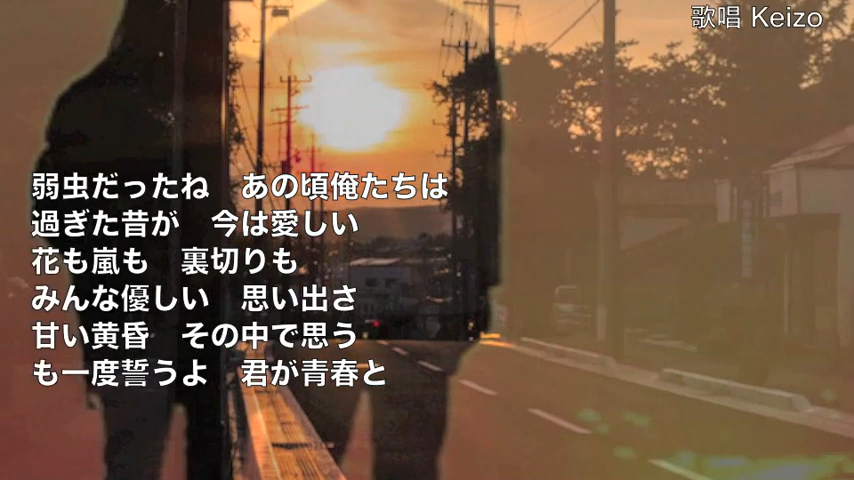 歌唱 Keizo
弱虫だったね　あの頃俺たちは
過ぎた昔が　今は愛しい
花も嵐も　裏切りも
みんな優しい　思い出さ
甘い黄昏　その中で思う
も一度誓うよ　君が青春と